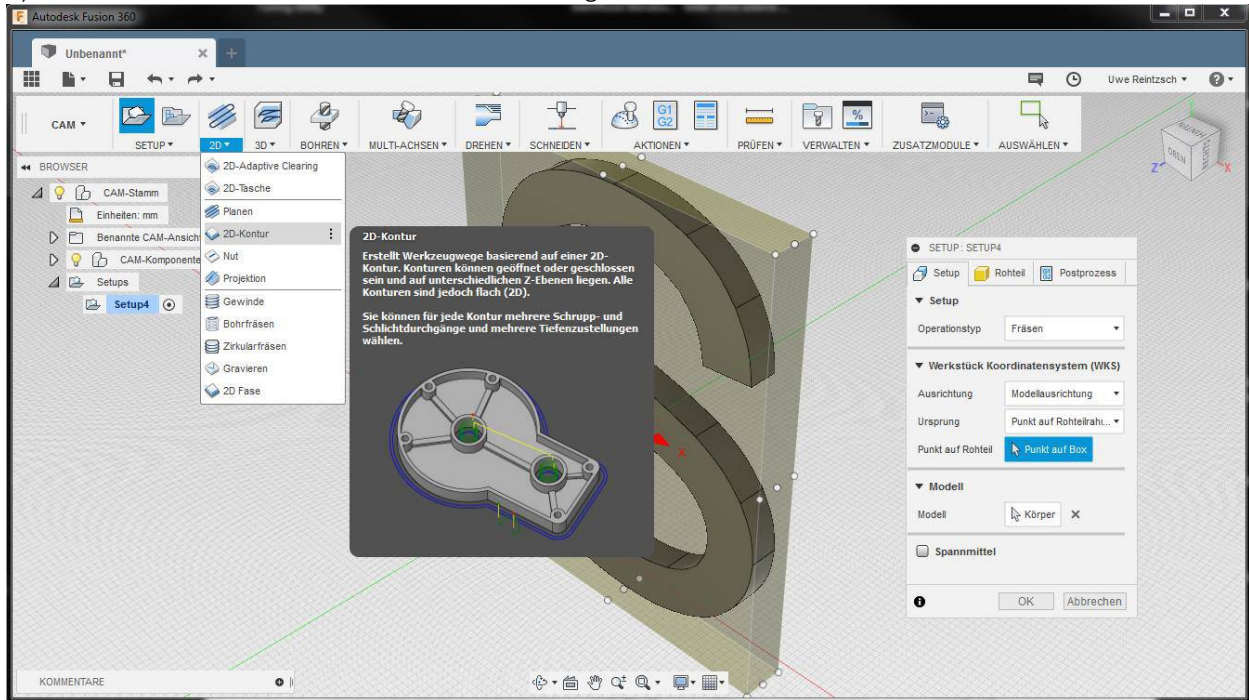 Autodesk Fusion 360
Unbenannt*
Uwe Reintzsch
CAM
SETUP
2D
3D
BOHREN
MULTI-ACHSEN
DREHEN
SCHNEIDEN
G1
G2
AKTIONEN
PRÜFEN
%
VERWALTEN
ZUSATZMODULE
AUSWÄHLEN
BROWSER
CAM-Stamm
Einheiten: mm
Benannte CAM-Ansich
CAM-Komponente
Setups
Setup4
2D-Adaptive Clearing
2D-Tasche
Planen
2D-Kontur
Nut
Projektion
Gewinde
Bohrfräsen
Zirkularfräsen
Gravieren
2D Fase
2D-Kontur
Erstellt Werkzeugwege basierend auf einer 2D-
Kontur. Konturen können geöffnet oder geschlossen
sein und auf unterschiedlichen Z-Ebenen liegen. Alle
Konturen sind jedoch flach (2D).
Sie können für jede Kontur mehrere Schrupp- und
Schlichtdurchgänge und mehrere Tiefenzustellungen
wählen.
X
OBEN
Z
X
SETUP : SETUP4
Setup Rohteil Postprozess
Setup
Operationstyp Fräsen
Werkstück Koordinatensystem (WKS)
Ausrichtung Modellausrichtung
Ursprung Punkt auf Rohteilrahı...
Punkt auf Rohteil Punkt auf Box
Modell
Modell Körper
Spannmittel
OK Abbrechen
KOMMENTARE